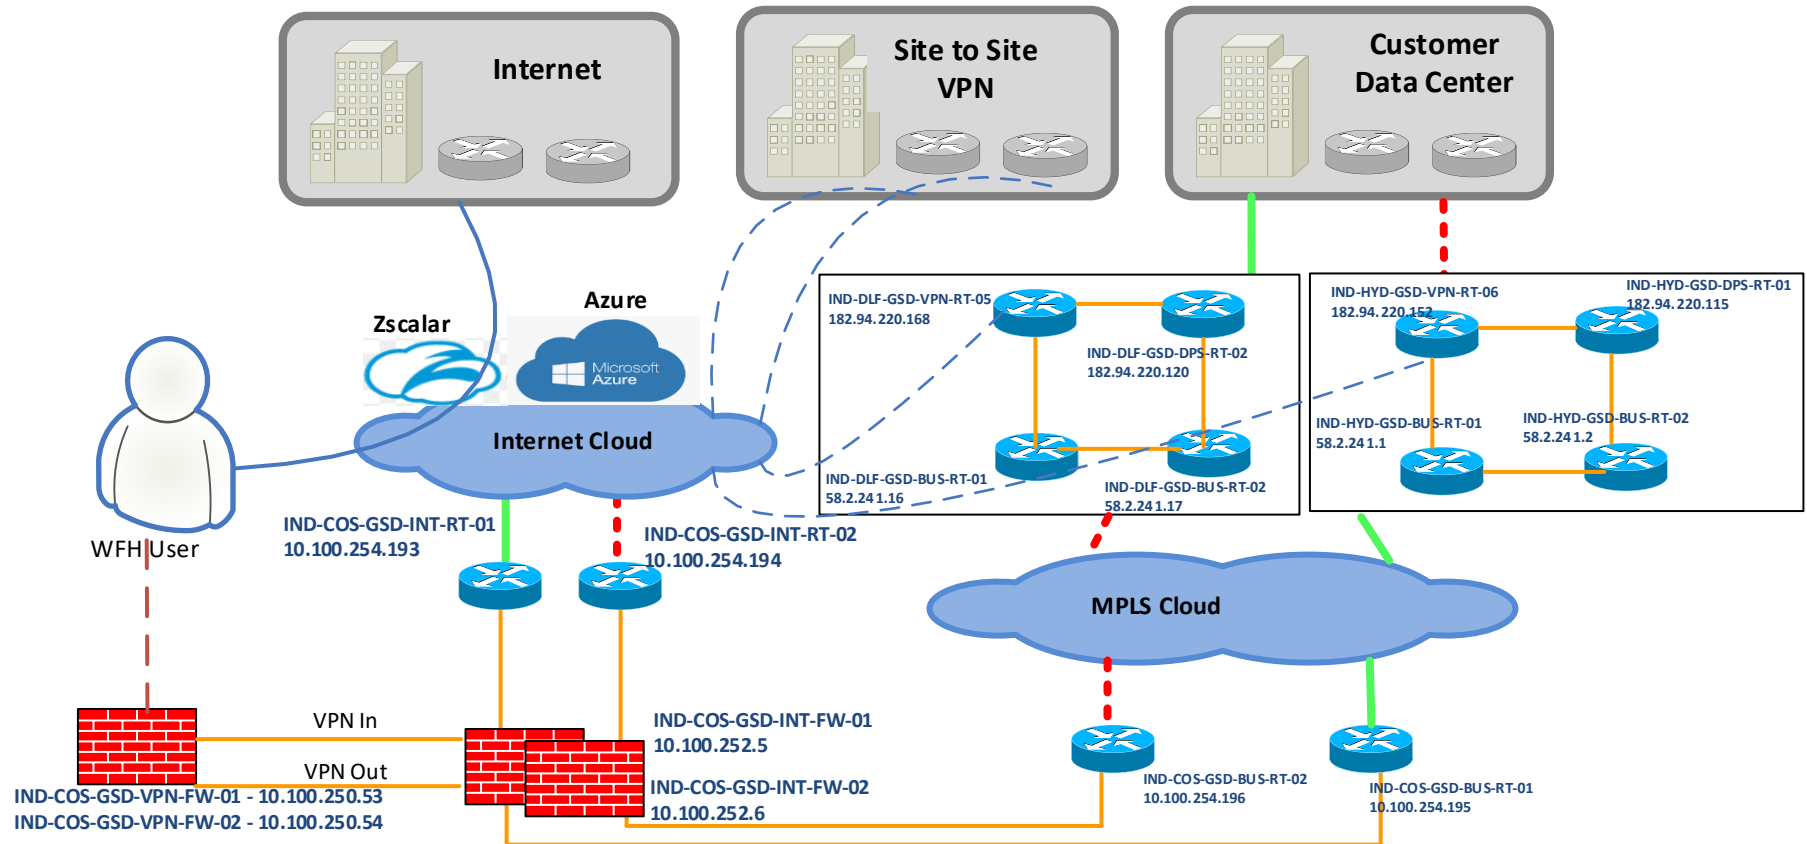 Internet
Site to Site
VPN
Customer
Data Center
IND-DLF-GSD-VPN-RT-05
182.94.220.168
IND-DLF-GSD-DPS-RT-02
182.94.220.120
IND-DLF-GSD-BUS-RT-01
58.2.241.16
IND-DLF-GSD-BUS-RT-02
58.2.241.17
IND-HYD-GSD-VPN-RT-06
182.94.220.152
IND-HYD-GSD-DPS-RT-01
182.94.220.115
IND-HYD-GSD-BUS-RT-01
58.2.241.1
IND-HYD-GSD-BUS-RT-02
58.2.241.2
Zscalar
Azure
Microsoft
Azure
Internet Cloud
WFH User
IND-COS-GSD-INT-RT-01
10.100.254.193
IND-COS-GSD-INT-RT-02
10.100.254.194
MPLS Cloud
VPN In
VPN Out
IND-COS-GSD-VPN-FW-01 - 10.100.250.53
IND-COS-GSD-VPN-FW-02 - 10.100.250.54
IND-COS-GSD-INT-FW-01
10.100.252.5
IND-COS-GSD-INT-FW-02
10.100.252.6
IND-COS-GSD-BUS-RT-02
10.100.254.196
IND-COS-GSD-BUS-RT-01
10.100.254.195